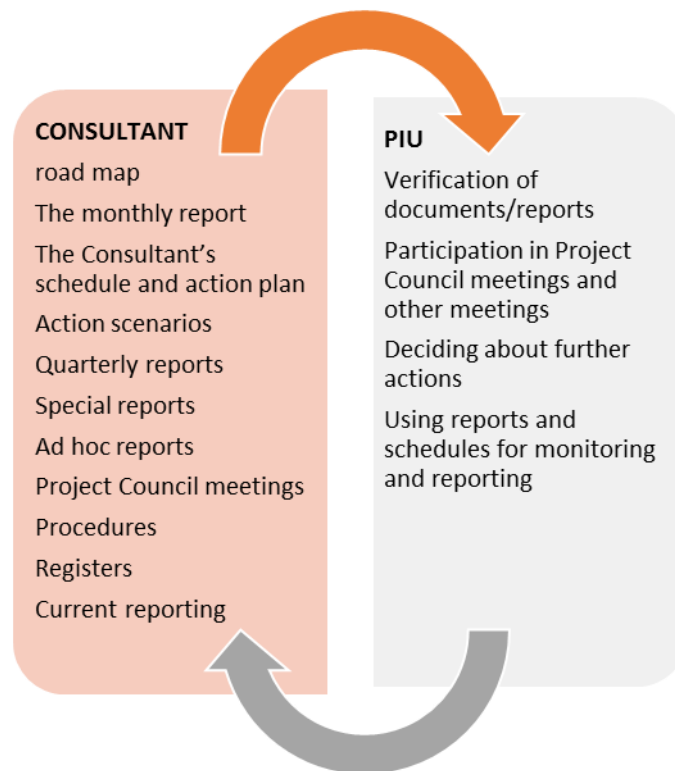 CONSULTANT
road map
The monthly report
The Consultant’s
schedule and action plan
Action scenarios
Quarterly reports
Special reports
Ad hoc reports
Project Council meetings
Procedures
Registers
Current reporting
PIU
Verification of
documents/reports
Participation in Project
Council meetings and
other meetings
Deciding about further
actions
Using reports and
schedules for monitoring
and reporting